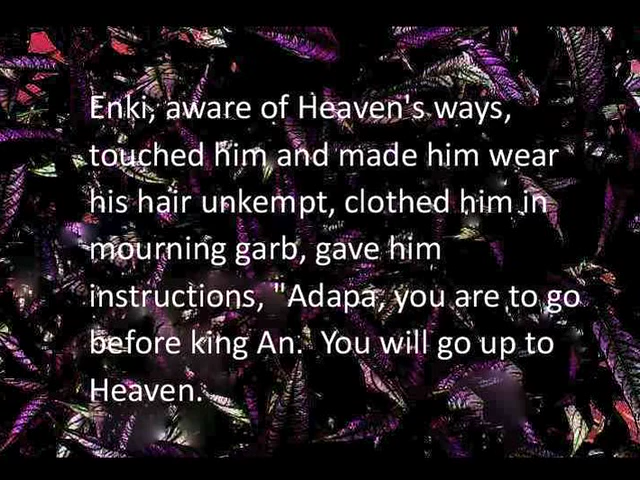 Enki, aware of Heaven's ways,
touched him and made him wear
his hair unkempt, clothed him in
mourning garb, gave him
instructions, "Adapa, you are to go
before king An.  You will go up to
Heaven.